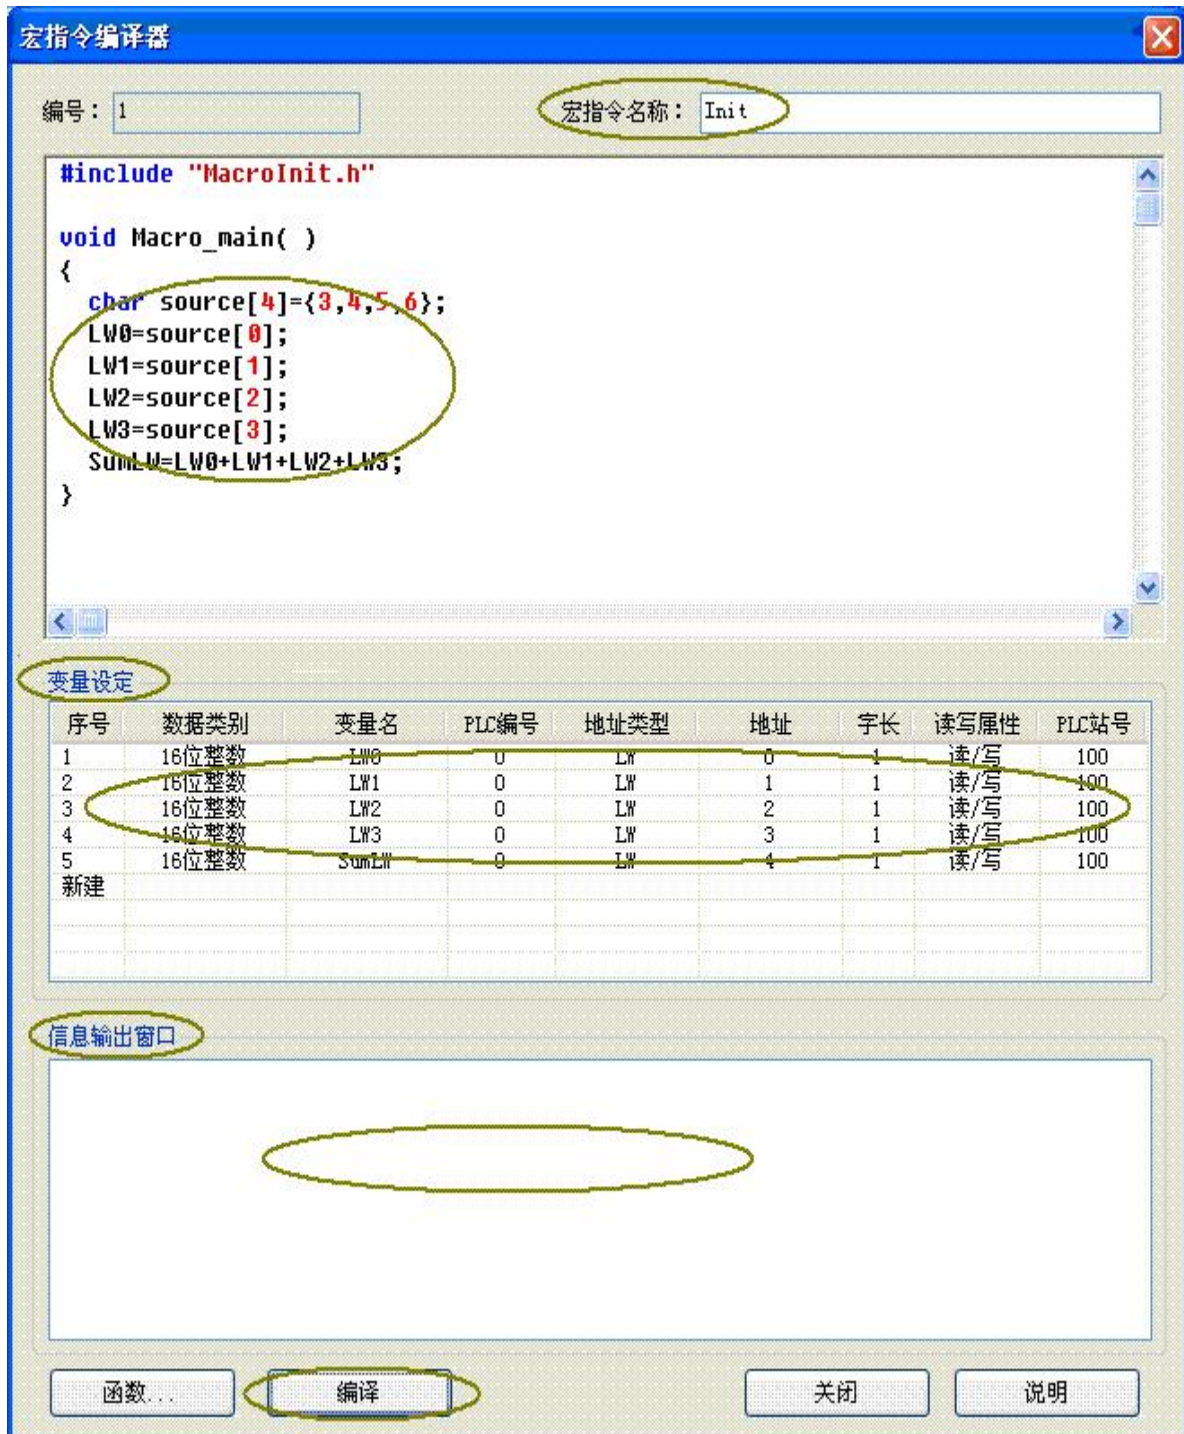 宏指令编译器
编号： 1 宏指令名称： Init
#include "MacroInit.h"
void Macro_main( )
{
char source[4]={3,4,5,6};
LW0=source[0];
LW1=source[1];
LW2=source[2];
LW3=source[3];
SumLW=LW0+LW1+LW2+LW3;
}
变量设定
序号 数据类别 变量名 PLC编号 地址类型 地址 字长 读写属性 PLC站号
1 16位整数 LW0 0 LW 0 1 读/写 100
2 16位整数 LW1 0 LW 1 1 读/写 100
3 16位整数 LW2 0 LW 2 1 读/写 100
4 16位整数 LW3 0 LW 3 1 读/写 100
5 16位整数 SumLW 0 LW 4 1 读/写 100
新建
信息输出窗口
函数... 编译 关闭 说明